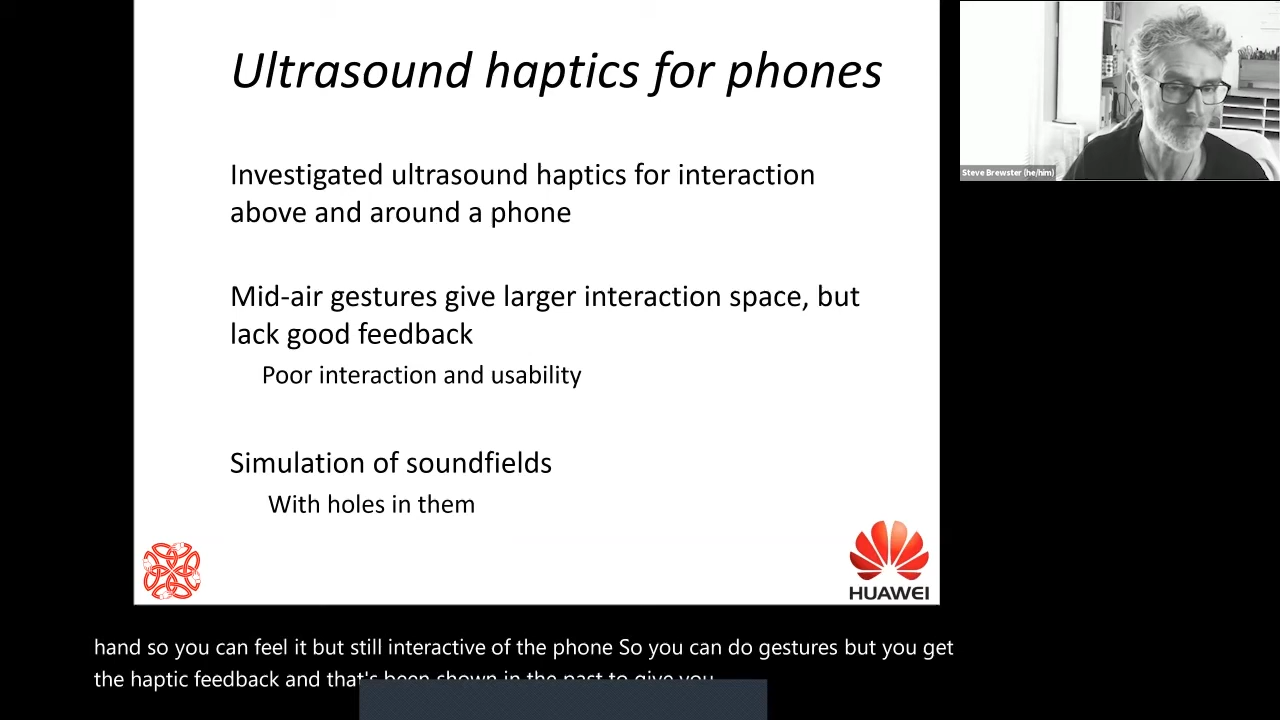 Ultrasound haptics for phones
Investigated ultrasound haptics for interaction
above and around a phone
Mid-air gestures give larger interaction space, but
lack good feedback
Poor interaction and usability
Simulation of soundfields
With holes in them
HUAWEI
Steve Brewster (he/him)
hand so you can feel it but still interactive of the phone So you can do gestures but you get
the haptic feedback and that's been shown in the past to give you